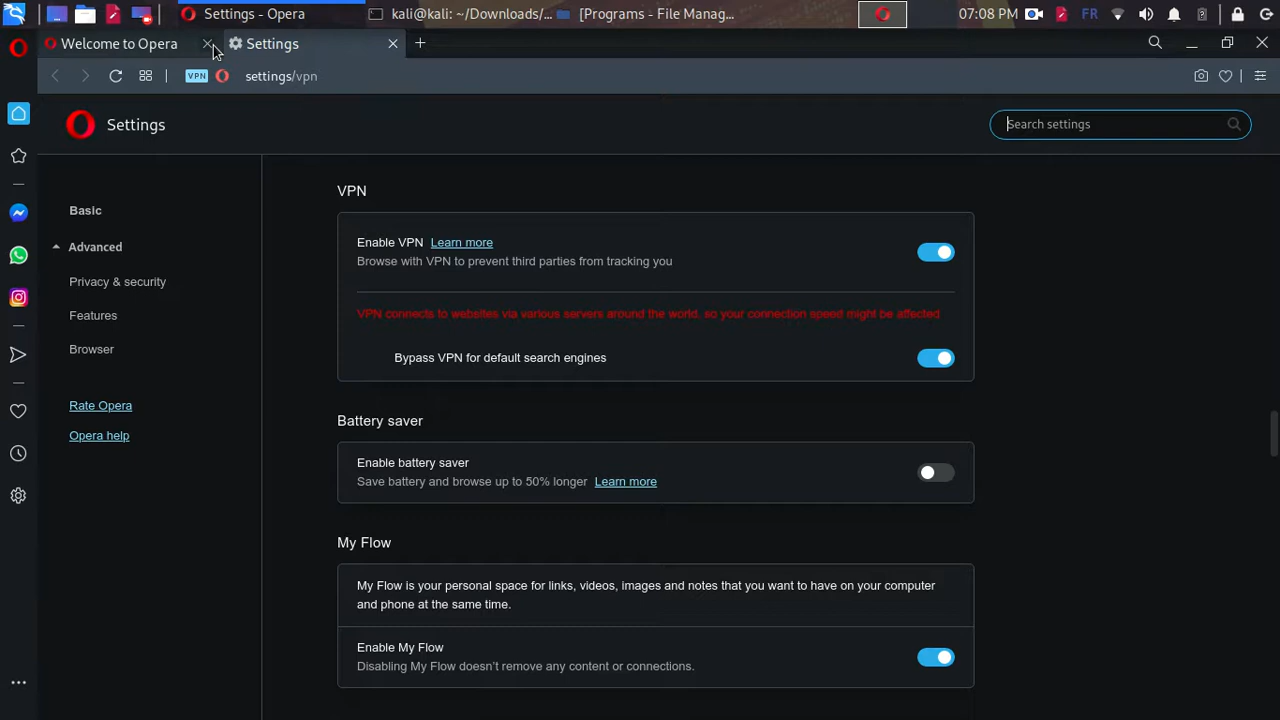 Settings - Opera
kali@kali: ~/Downloads/...
[Programs - File Manag...
07:08 PM
FR
Welcome to Opera
Settings
VPN
settings/vpn
Settings
Search settings
Basic
Advanced
Privacy & security
Features
Browser
Rate Opera
Opera help
VPN
Enable VPN Learn more
Browse with VPN to prevent third parties from tracking you
VPN connects to websites via various servers around the world, so your connection speed might be affected
Bypass VPN for default search engines
Battery saver
Enable battery saver
Save battery and browse up to 50% longer Learn more
My Flow
My Flow is your personal space for links, videos, images and notes that you want to have on your computer
and phone at the same time.
Enable My Flow
Disabling My Flow doesn't remove any content or connections.